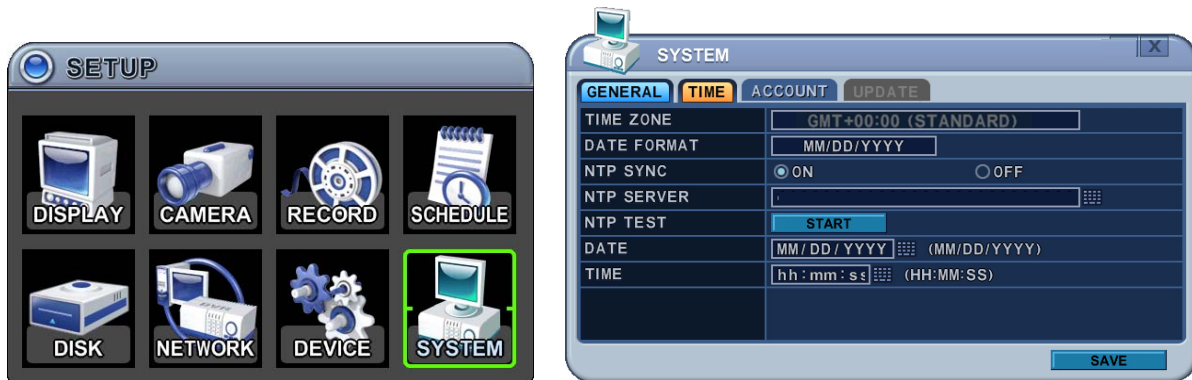 SETUP
DISPLAY CAMERA RECORD SCHEDULE
DISK NETWORK DEVICE SYSTEM
SYSTEM
X
GENERAL TIME ACCOUNT UPDATE
TIME ZONE GMT+00:00 (STANDARD)
DATE FORMAT MM/DD/YYYY
NTP SYNC ON OFF
NTP SERVER
NTP TEST START
DATE MM/DD/YYYY (MM/DD/YYYY)
TIME hh:mm:ss (HH:MM:SS)
SAVE